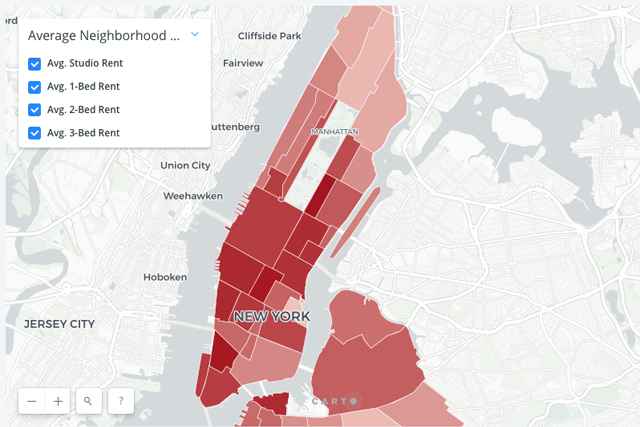 ord
Average Neighborhood ...
Avg. Studio Rent
Avg. 1-Bed Rent
Avg. 2-Bed Rent
Avg. 3-Bed Rent
Cliffside Park
Fairview
uttenberg
MANHATTAN
Union City
Weehawken
Hoboken
NEW YORK
JERSEY CITY
CARTO
?